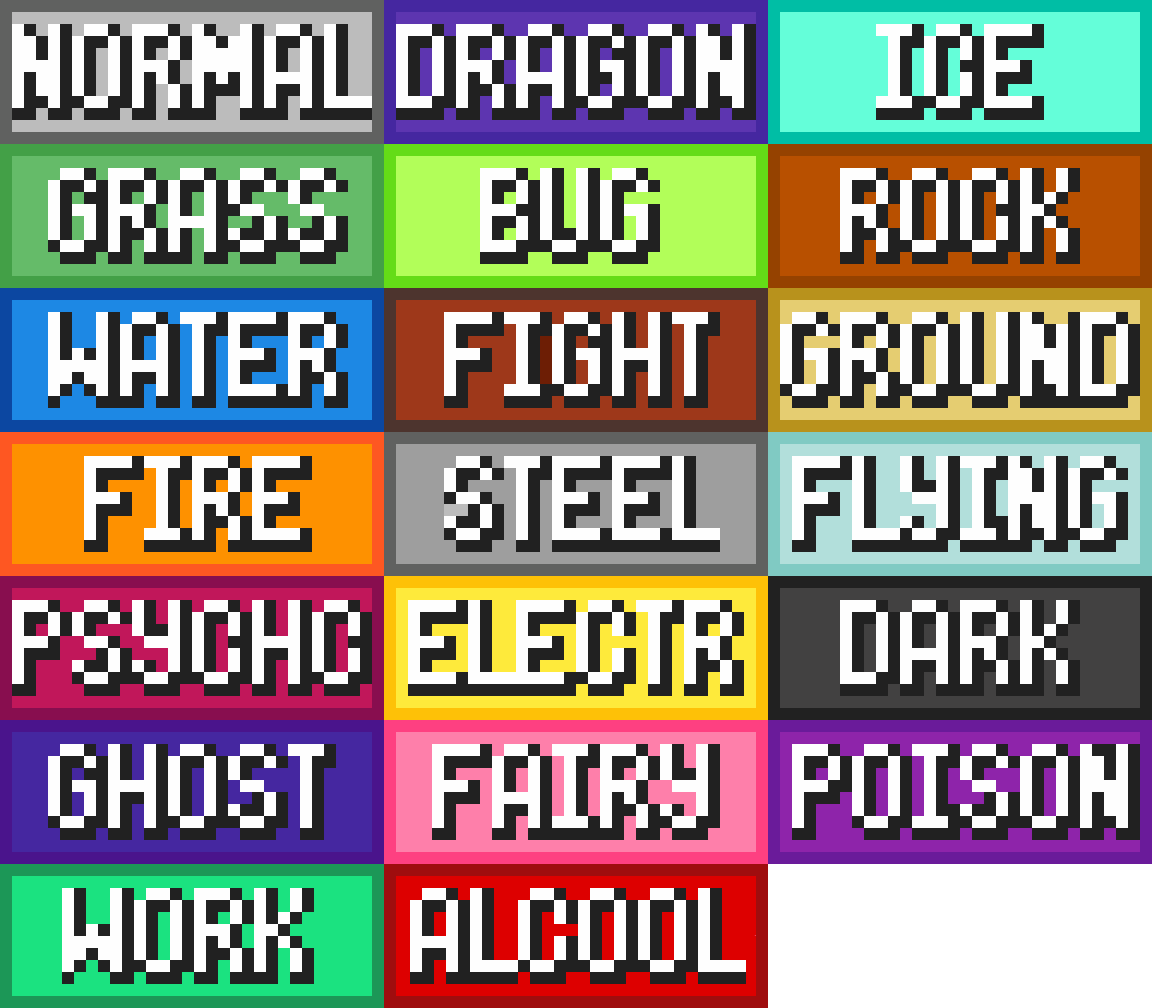 NORMAL DRAGON ICE
GRASS BUG ROCK
WATER FIGHT GROUND
FIRE STEEL FLYING
PSYCHC ELECTR DARK
GHOST FAIRY POISON
WORK ALCOOL